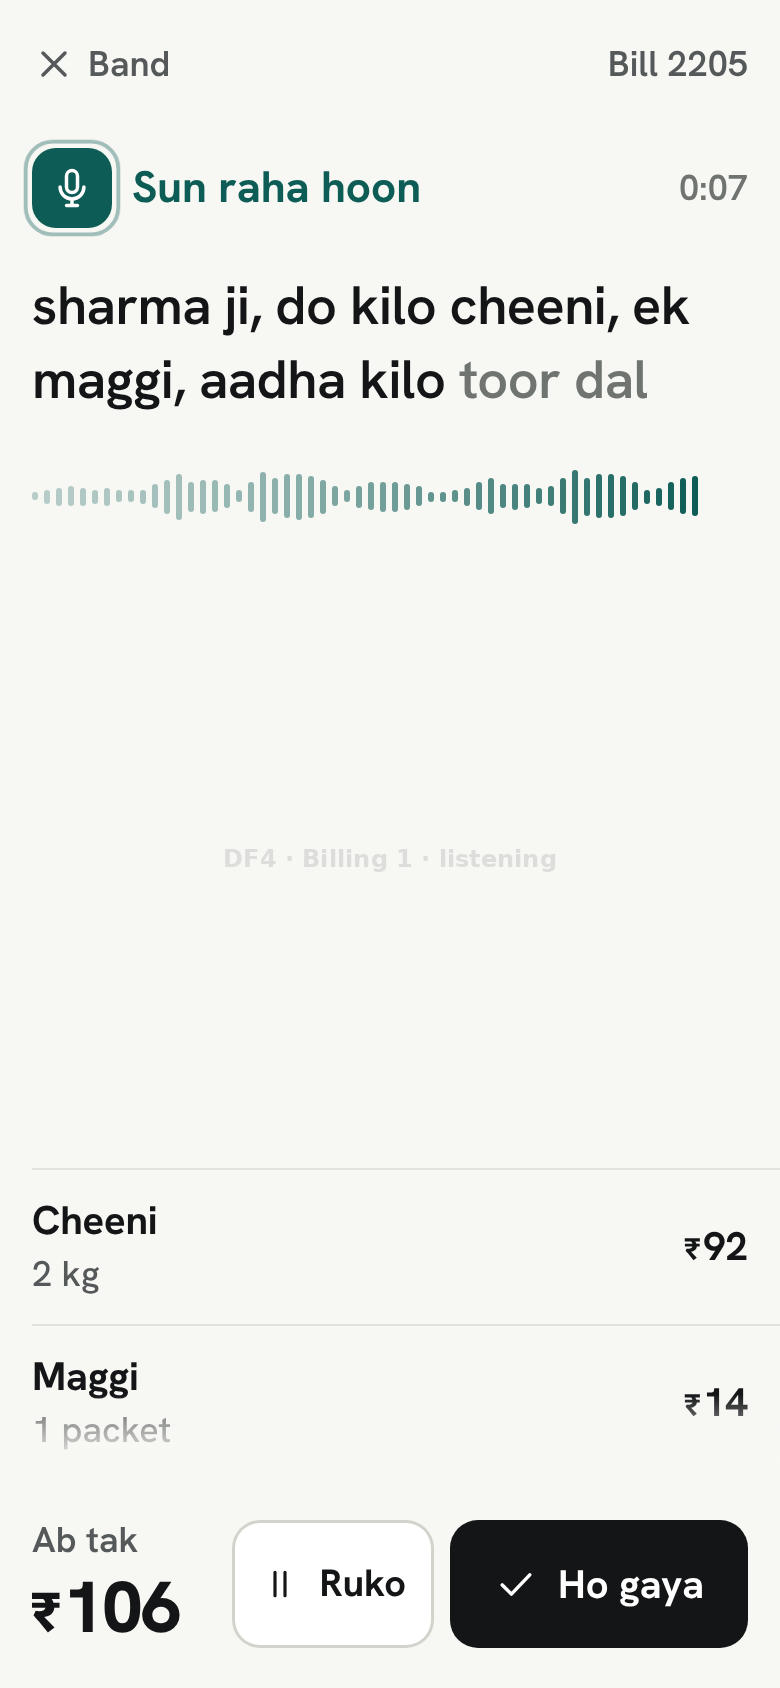 Band
Bill 2205
Sun raha hoon
0:07
sharma ji, do kilo cheeni, ek
maggi, aadha kilo toor dal
DF4 · Billing 1 · listening
Cheeni
2 kg
₹92
Maggi
1 packet
₹14
Ab tak
₹106
Ruko
Ho gaya